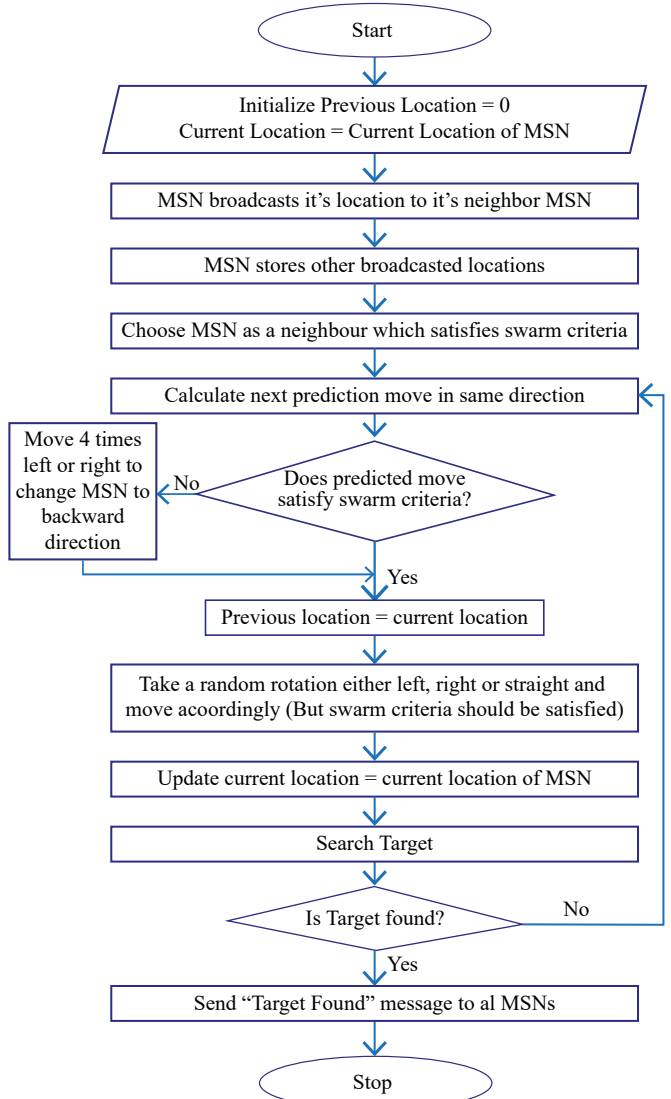 Start
Initialize Previous Location = 0
Current Location = Current Location of MSN
MSN broadcasts it's location to it's neighbor MSN
MSN stores other broadcasted locations
Choose MSN as a neighbour which satisfies swarm criteria
Calculate next prediction move in same direction
Move 4 times
left or right to
change MSN to
backward
direction
No
Does predicted move
satisfy swarm criteria?
Yes
Previous location = current location
Take a random rotation either left, right or straight and
move acoordingly (But swarm criteria should be satisfied)
Update current location = current location of MSN
Search Target
Is Target found?
No
Yes
Send “Target Found” message to al MSNs
Stop